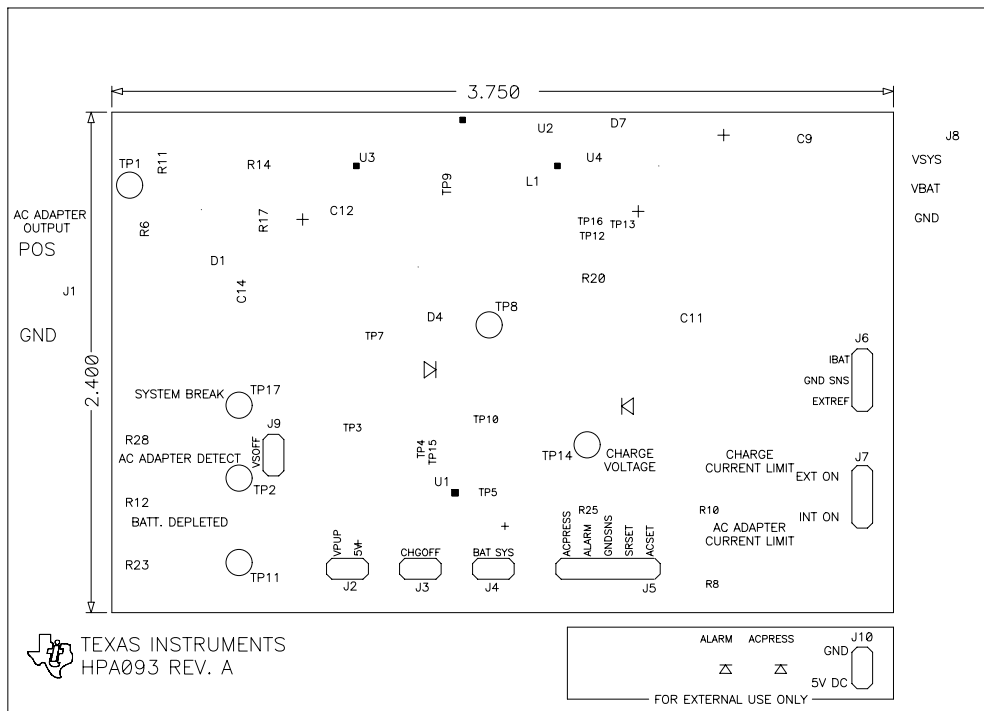 3.750
2.400
TP1
R11
R14
U3
TP9
U2
D7
U4
L1
C9
J8
VSYS
VBAT
GND
AC ADAPTER
OUTPUT
POS
J1
GND
R6
R17
C12
TP16
TP13
TP12
D1
C14
R20
D4
TP8
TP7
C11
J6
IBAT
GND SNS
EXTREF
SYSTEM BREAK
TP17
J9
VSOFF
R28
AC ADAPTER DETECT
TP2
R12
BATT. DEPLETED
R23
TP11
TP3
TP4
TP15
TP10
U1
TP5
TP14
CHARGE
VOLTAGE
CHARGE
CURRENT LIMIT
J7
EXT ON
INT ON
R25
R10
AC ADAPTER
CURRENT LIMIT
R8
VPUP
J2
CHGOFF
J3
BAT SYS
J4
ACPRESS
ALARM
GNDSNS
SRSET
ACSET
J5
TEXAS INSTRUMENTS
HPA093 REV. A
ALARM
ACPRESS
J10
GND
5V DC
FOR EXTERNAL USE ONLY